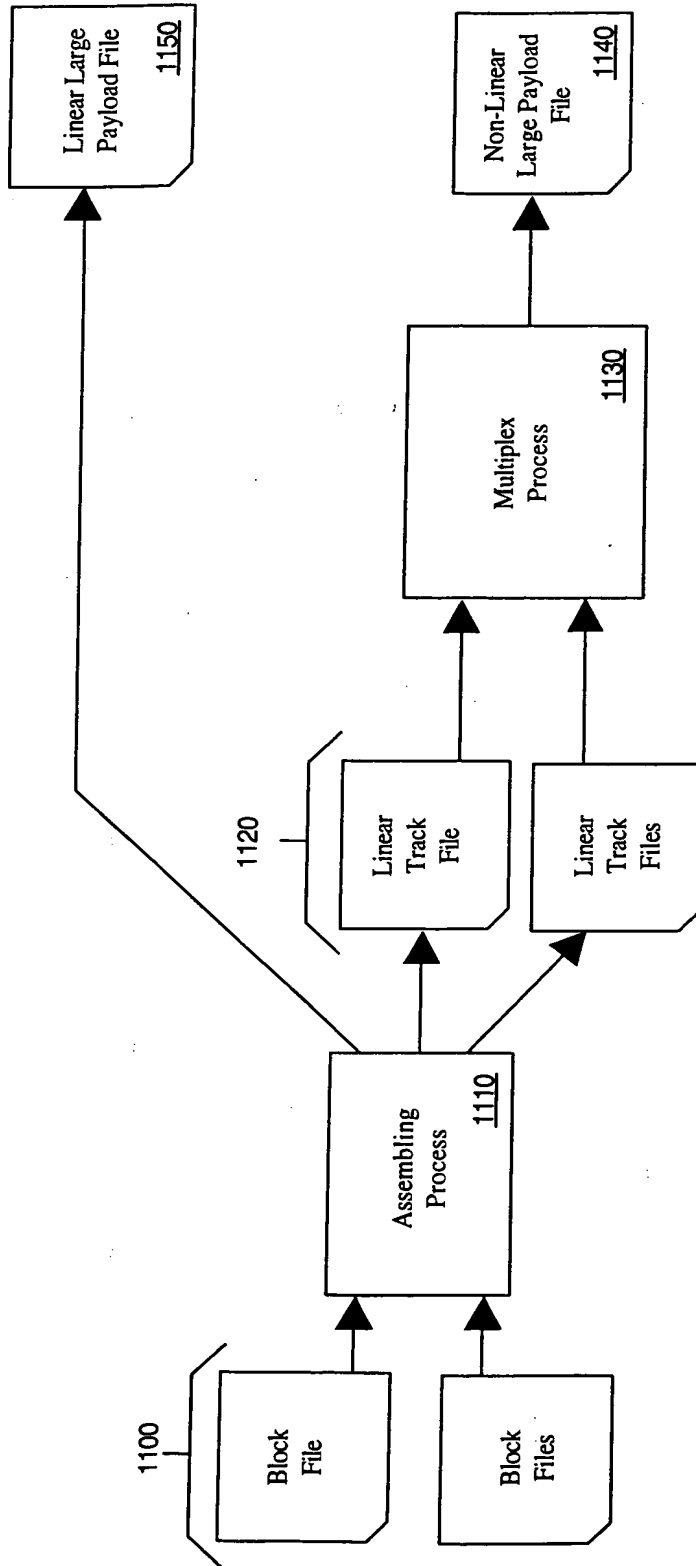 1100
Block
File
Block
Files
Assembling
Process
1110
1120
Linear
Track
File
Linear
Track
Files
Multiplex
Process
1130
Linear Large
Payload File
1150
Non-Linear
Large Payload
File
1140